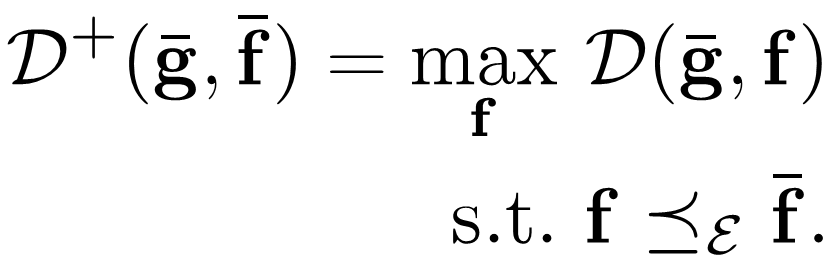 𝒟⁺(𝐠̄, 𝐟̅) = max_𝐟 𝒟(𝐠̄, 𝐟)
s.t. 𝐟 ⪯_ℰ 𝐟̅.